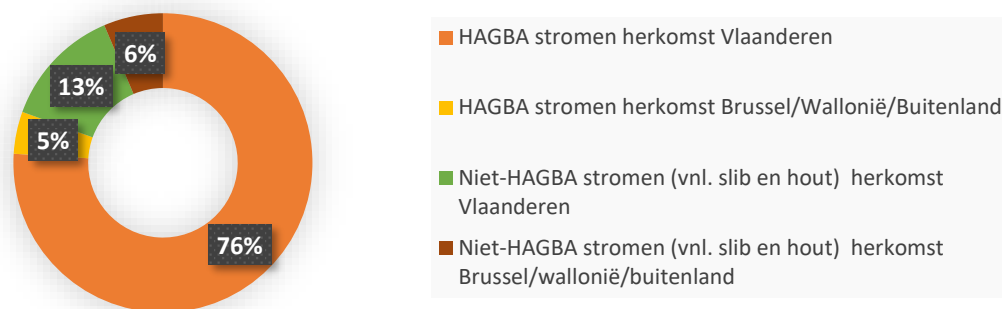 6%
13%
5%
76%
HAGBA stromen herkomst Vlaanderen
HAGBA stromen herkomst Brussel/Wallonië/Buitenland
Niet-HAGBA stromen (vnl. slib en hout) herkomst
Vlaanderen
Niet-HAGBA stromen (vnl. slib en hout) herkomst
Brussel/wallonië/buitenland